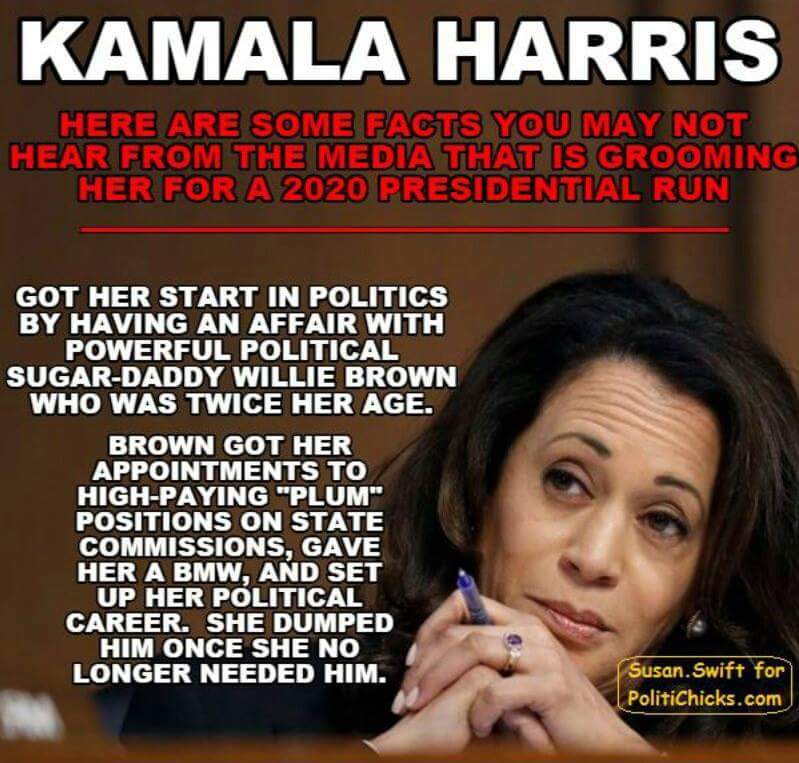 KAMALA HARRIS
HERE ARE SOME FACTS YOU MAY NOT
HEAR FROM THE MEDIA THAT IS GROOMING
HER FOR A 2020 PRESIDENTIAL RUN
GOT HER START IN POLITICS
BY HAVING AN AFFAIR WITH
POWERFUL POLITICAL
SUGAR-DADDY WILLIE BROWN
WHO WAS TWICE HER AGE.
BROWN GOT HER
APPOINTMENTS TO
HIGH-PAYING "PLUM"
POSITIONS ON STATE
COMMISSIONS, GAVE
HER A BMW, AND SET
UP HER POLITICAL
CAREER. SHE DUMPED
HIM ONCE SHE NO
LONGER NEEDED HIM.
Susan.Swift for
PolitiChicks.com